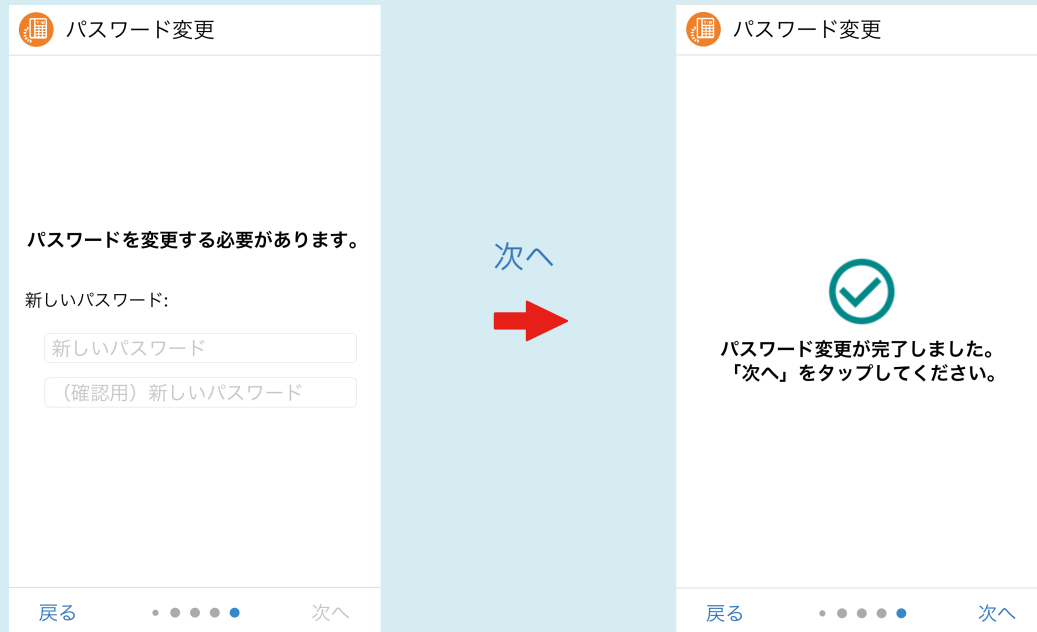 パスワード変更
パスワードを変更する必要があります。
新しいパスワード:
新しいパスワード
（確認用）新しいパスワード
戻る
次へ
次へ
パスワード変更
パスワード変更が完了しました。
「次へ」をタップしてください。
戻る
次へ